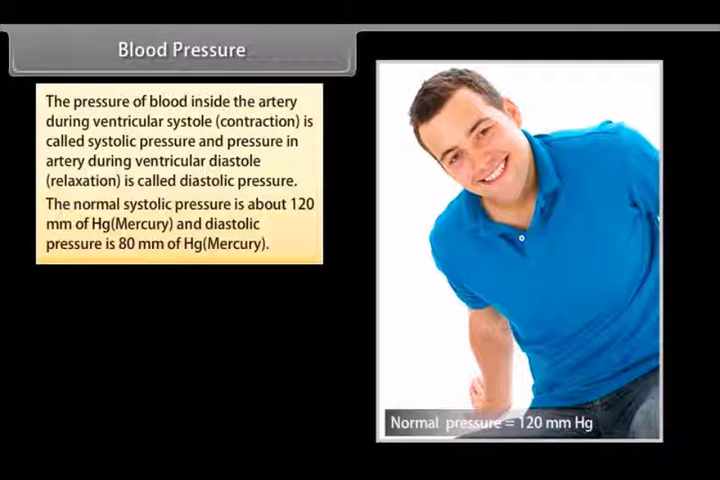 Blood Pressure
The pressure of blood inside the artery
during ventricular systole (contraction) is
called systolic pressure and pressure in
artery during ventricular diastole
(relaxation) is called diastolic pressure.
The normal systolic pressure is about 120
mm of Hg(Mercury) and diastolic
pressure is 80 mm of Hg(Mercury).
Normal pressure = 120 mm Hg